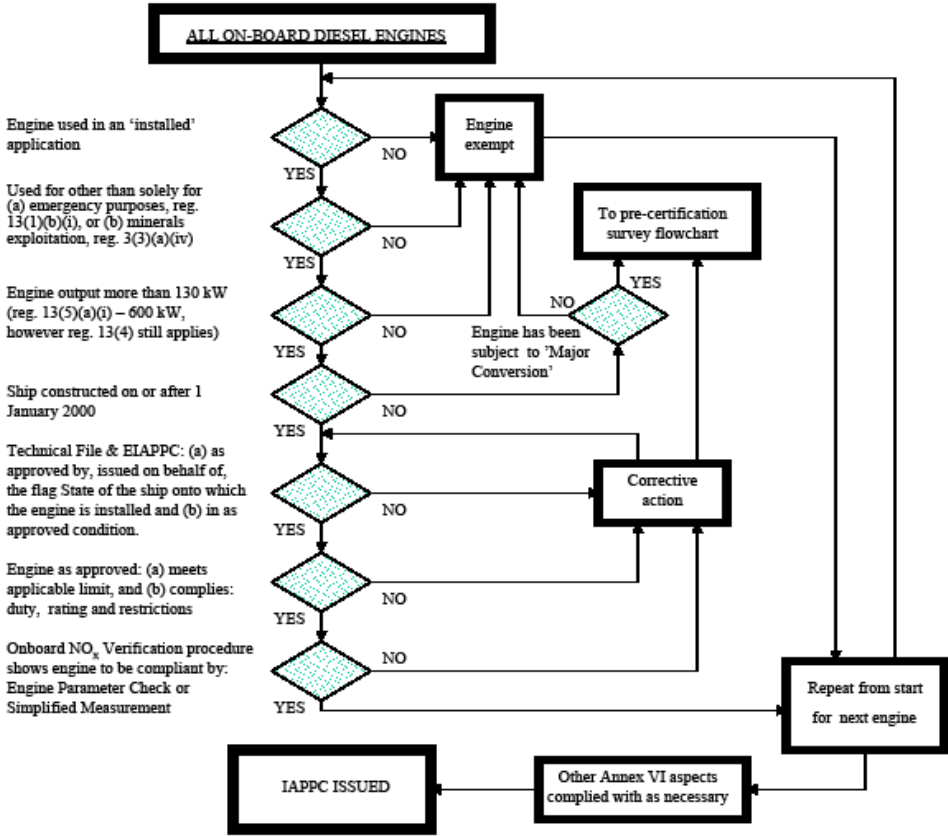 ALL ON-BOARD DIESEL ENGINES
Engine used in an ‘installed’
application
NO
Engine
exempt
YES
Used for other than solely for
(a) emergency purposes, reg.
13(1)(b)(i), or (b) minerals
exploitation, reg. 3(3)(a)(iv)
NO
YES
To pre-certification
survey flowchart
Engine output more than 130 kW
(reg. 13(5)(a)(i) – 600 kW,
however reg. 13(4) still applies)
NO
YES
NO
YES
Engine has been
subject to ’Major
Conversion’
Ship constructed on or after 1
January 2000
NO
YES
Technical File & EIAPPC: (a) as
approved by, issued on behalf of,
the flag State of the ship onto which
the engine is installed and (b) in as
approved condition.
NO
YES
Corrective
action
Engine as approved: (a) meets
applicable limit, and (b) complies:
duty, rating and restrictions
NO
YES
Onboard NOx Verification procedure
shows engine to be compliant by:
Engine Parameter Check or
Simplified Measurement
NO
YES
Repeat from start
for next engine
Other Annex VI aspects
complied with as necessary
IAPPC ISSUED